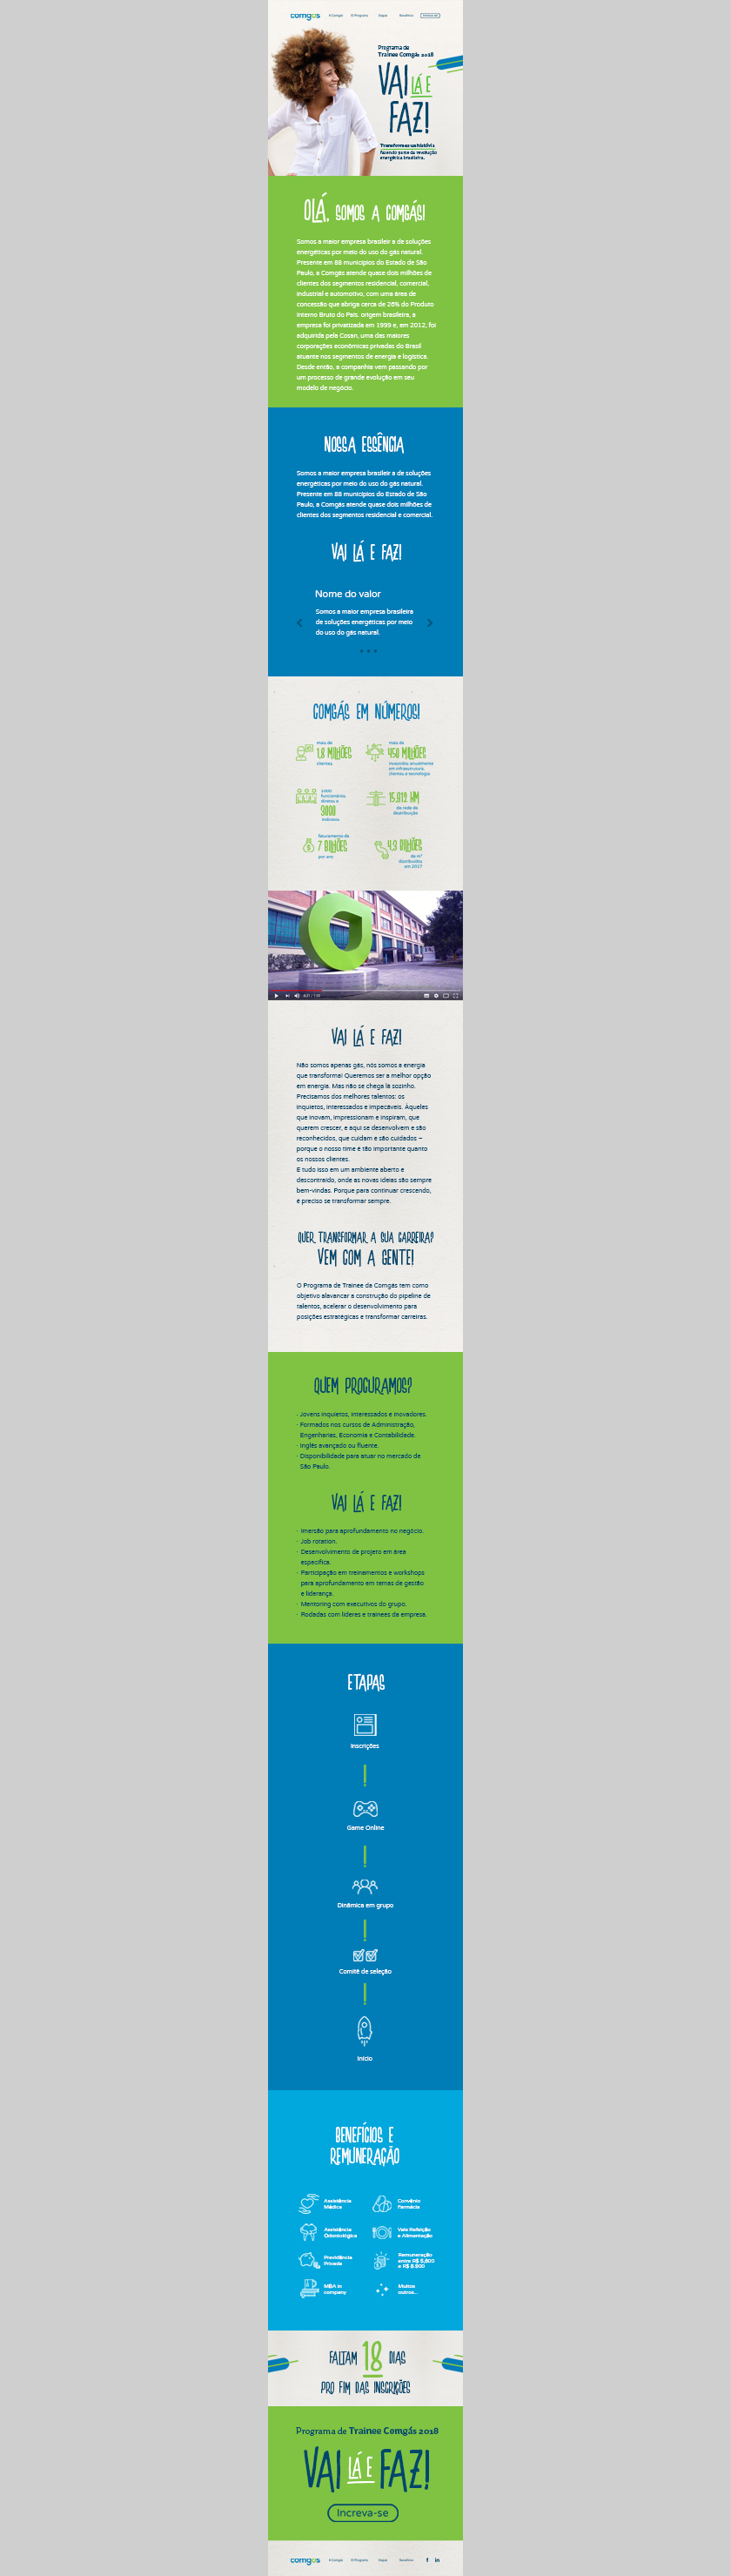 comgas
A Comgás O Programa Etapas Benefícios
Programa de
Trainee Comgás 2018
VAI LÁ E
FAZ!
Transforme sua história
fazendo parte da revolução
energética brasileira.
OLÁ, SOMOS A COMGÁS!
Somos a maior empresa brasileir a de soluções
energéticas por meio do uso do gás natural.
Presente em 88 municípios do Estado de São
Paulo, a Comgás atende quase dois milhões de
clientes dos segmentos residencial, comercial,
industrial e automotivo, com uma área de
concessão que abriga cerca de 26% do Produto
Interno Bruto do País. origem brasileira, a
empresa foi privatizada em 1999 e, em 2012, foi
adquirida pela Cosan, uma das maiores
corporações econômicas privadas do Brasil
atuante nos segmentos de energia e logística.
Desde então, a companhia vem passando por
um processo de grande evolução em seu
modelo de negócio.
NOSSA ESSÊNCIA
Somos a maior empresa brasileir a de soluções
energéticas por meio do uso do gás natural.
Presente em 88 municípios do Estado de São
Paulo, a Comgás atende quase dois milhões de
clientes dos segmentos residencial e comercial.
VAI LÁ E FAZ!
Nome do valor
Somos a maior empresa brasileira
de soluções energéticas por meio
do uso do gás natural.
COMGÁS EM NÚMEROS!
mais de
1,8 MILHÕES
clientes
mais de
450 MILHÕES
investidos anualmente
em infraestrutura,
clientes e tecnologia
funcionários
diretos e
3000
indiretos
15,912 KM
de rede de
distribuição
faturamento de
7 BILHÕES
por ano
4,3 BILHÕES
de m³
distribuídos
em 2017
VAI LÁ E FAZ!
Não somos apenas gás, nós somos a energia
que transforma! Queremos ser a melhor opção
em energia. Mas não se chega lá sozinho.
Precisamos dos melhores talentos: os
inquietos, interessados e impecáveis. Àqueles
que inovam, impressionam e inspiram, que
querem crescer, e aqui se desenvolvem e são
reconhecidos, que cuidam e são cuidados –
porque o nosso time é tão importante quanto
os nossos clientes.
E tudo isso em um ambiente aberto e
descontraído, onde as novas ideias são sempre
bem-vindas. Porque para continuar crescendo,
é preciso se transformar sempre.
QUER TRANSFORMAR A SUA CARREIRA?
VEM COM A GENTE!
O Programa de Trainee da Comgás tem como
objetivo alavancar a construção do pipeline de
talentos, acelerar o desenvolvimento para
posições estratégicas e transformar carreiras.
QUEM PROCURAMOS?
· Jovens inquietos, interessados e inovadores.
· Formados nos cursos de Administração,
Engenharias, Economia e Contabilidade.
· Inglês avançado ou fluente.
· Disponibilidade para atuar no mercado de
São Paulo.
VAI LÁ E FAZ!
· Imersão para aprofundamento no negócio.
· Job rotation.
· Desenvolvimento de projeto em área
específica.
· Participação em treinamentos e workshops
para aprofundamento em temas de gestão
e liderança.
· Mentoring com executivos do grupo.
· Rodadas com líderes e trainees da empresa.
ETAPAS
Inscrições
Game Online
Dinâmica em grupo
Comitê de seleção
Início
BENEFÍCIOS E
REMUNERAÇÃO
Assistência
Médica
Convênio
Farmácia
Assistência
Odontológica
Vale Refeição
e Alimentação
Previdência
Privada
Remuneração
entre R$ 5.800
e R$ 6.200
MBA in
company
Muitos
outros...
FALTAM 18 DIAS
PRO FIM DAS INSCRIÇÕES
Programa de Trainee Comgás 2018
VAI LÁ E FAZ!
Increva-se
comgas
A Comgás O Programa Etapas Benefícios f in